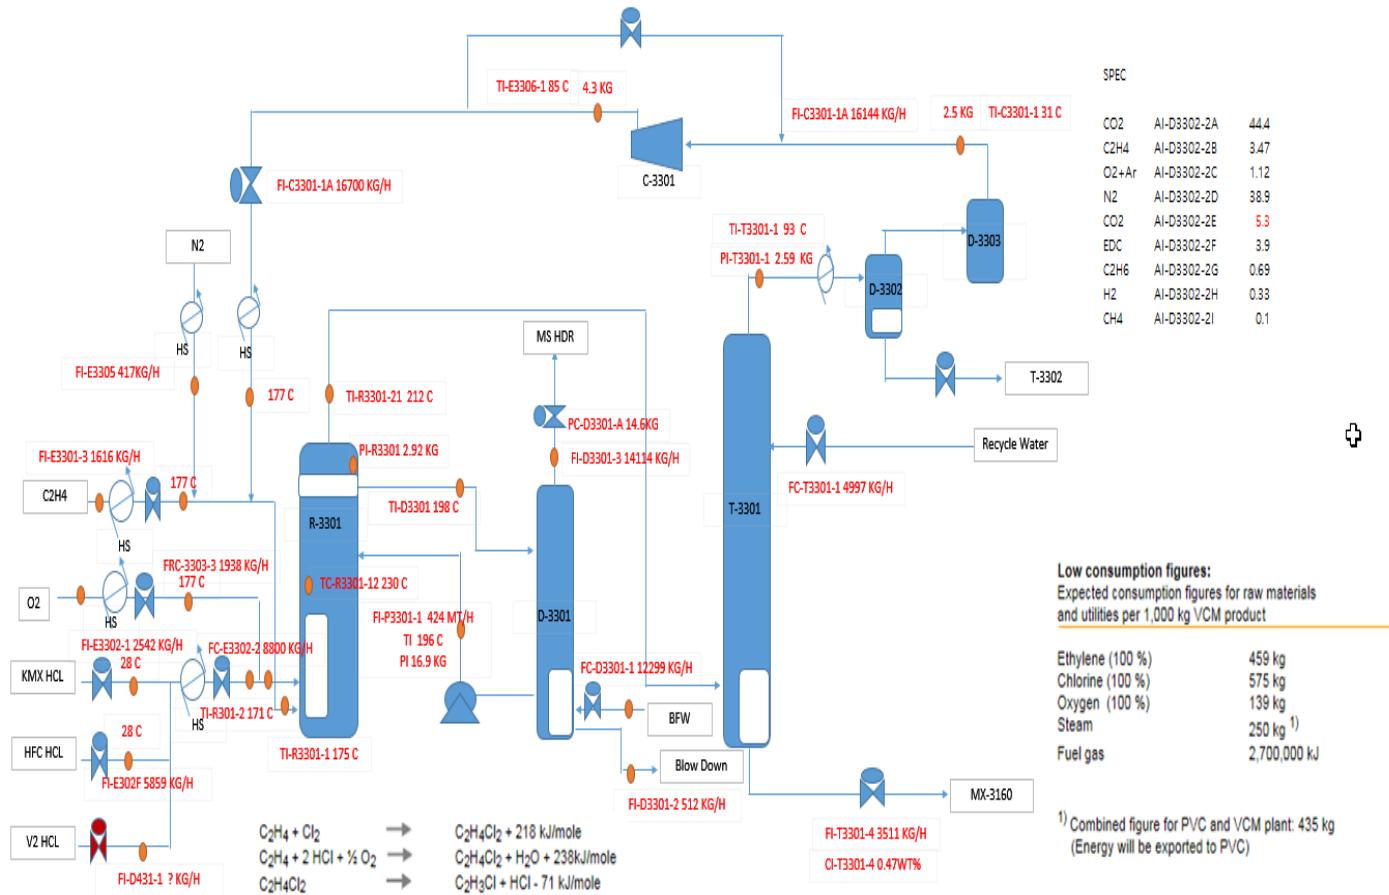 TI-E3306-1 85 C
4.3 KG
FI-C3301-1A 16144 KG/H
2.5 KG
TI-C3301-1 31 C
C-3301
FI-C3301-1A 16700 KG/H
SPEC
CO2 AI-D3302-2A 44.4
C2H4 AI-D3302-2B 3.47
O2+Ar AI-D3302-2C 1.12
N2 AI-D3302-2D 38.9
CO2 AI-D3302-2E 5.3
EDC AI-D3302-2F 3.9
C2H6 AI-D3302-2G 0.69
H2 AI-D3302-2H 0.33
CH4 AI-D3302-2I 0.1
N2
TI-T3301-1 93 C
PI-T3301-1 2.59 KG
D-3303
D-3302
HS
HS
MS HDR
FI-E3305 417KG/H
177 C
TI-R3301-21 212 C
T-3302
PC-D3301-A 14.6KG
FI-D3301-3 14114 KG/H
PI-R3301 2.92 KG
Recycle Water
FI-E3301-3 1616 KG/H
177 C
C2H4
HS
TI-D3301 198 C
FC-T3301-1 4997 KG/H
R-3301
T-3301
FRC-3303-3 1938 KG/H
177 C
TC-R3301-12 230 C
O2
HS
FI-P3301-1 424 MT/H
TI 196 C
PI 16.9 KG
D-3301
FI-E3302-1 2542 KG/H
28 C
FC-E3302-2 8800 KG/H
KMX HCL
HS
TI-R301-2 171 C
FC-D3301-1 12299 KG/H
BFW
28 C
HFC HCL
TI-R3301-1 175 C
FI-E302F 5859 KG/H
Blow Down
FI-D3301-2 512 KG/H
MX-3160
V2 HCL
FI-D431-1 ? KG/H
FI-T3301-4 3511 KG/H
CI-T3301-4 0.47WT%
C2H4 + Cl2 → C2H4Cl2 + 218 kJ/mole
C2H4 + 2 HCl + ½ O2 → C2H4Cl2 + H2O + 238kJ/mole
C2H4Cl2 → C2H3Cl + HCl - 71 kJ/mole
Low consumption figures:
Expected consumption figures for raw materials
and utilities per 1,000 kg VCM product
Ethylene (100 %) 459 kg
Chlorine (100 %) 575 kg
Oxygen (100 %) 139 kg
Steam 250 kg 1)
Fuel gas 2,700,000 kJ
1) Combined figure for PVC and VCM plant: 435 kg
(Energy will be exported to PVC)